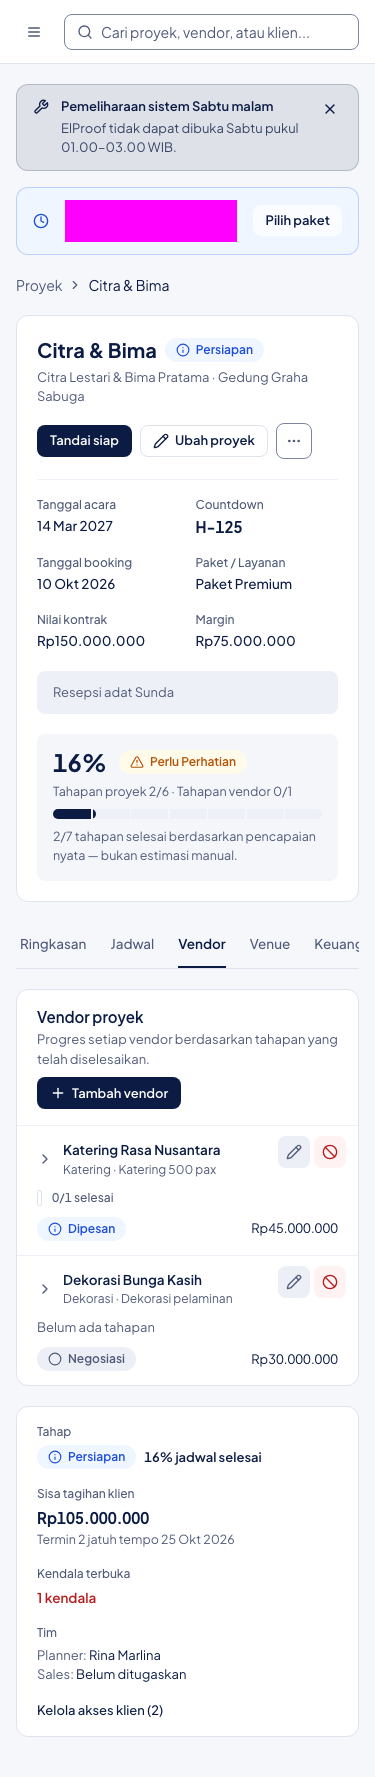 Cari proyek, vendor, atau klien...
Pemeliharaan sistem Sabtu malam
ElProof tidak dapat dibuka Sabtu pukul
01.00–03.00 WIB.
Pilih paket
Proyek > Citra & Bima
Citra & Bima Persiapan
Citra Lestari & Bima Pratama · Gedung Graha
Sabuga
Tandai siap Ubah proyek ...
Tanggal acara Countdown
14 Mar 2027 H-125
Tanggal booking Paket / Layanan
10 Okt 2026 Paket Premium
Nilai kontrak Margin
Rp150.000.000 Rp75.000.000
Resepsi adat Sunda
16% Perlu Perhatian
Tahapan proyek 2/6 · Tahapan vendor 0/1
2/7 tahapan selesai berdasarkan pencapaian
nyata — bukan estimasi manual.
Ringkasan Jadwal Vendor Venue Keuang
Vendor proyek
Progres setiap vendor berdasarkan tahapan yang
telah diselesaikan.
+ Tambah vendor
Katering Rasa Nusantara
Katering · Katering 500 pax
0/1 selesai
Dipesan Rp45.000.000
Dekorasi Bunga Kasih
Dekorasi · Dekorasi pelaminan
Belum ada tahapan
Negosiasi Rp30.000.000
Tahap
Persiapan 16% jadwal selesai
Sisa tagihan klien
Rp105.000.000
Termin 2 jatuh tempo 25 Okt 2026
Kendala terbuka
1 kendala
Tim
Planner: Rina Marlina
Sales: Belum ditugaskan
Kelola akses klien (2)